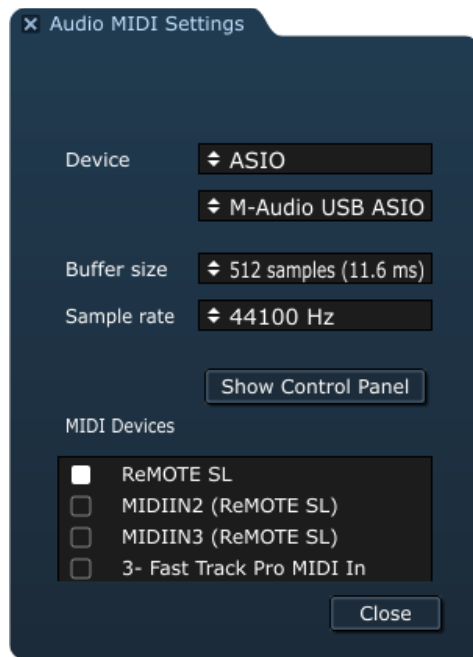 Audio MIDI Settings
Device ASIO
M-Audio USB ASIO
Buffer size 512 samples (11.6 ms)
Sample rate 44100 Hz
Show Control Panel
MIDI Devices
ReMOTE SL
MIDIIN2 (ReMOTE SL)
MIDIIN3 (ReMOTE SL)
3- Fast Track Pro MIDI In
Close